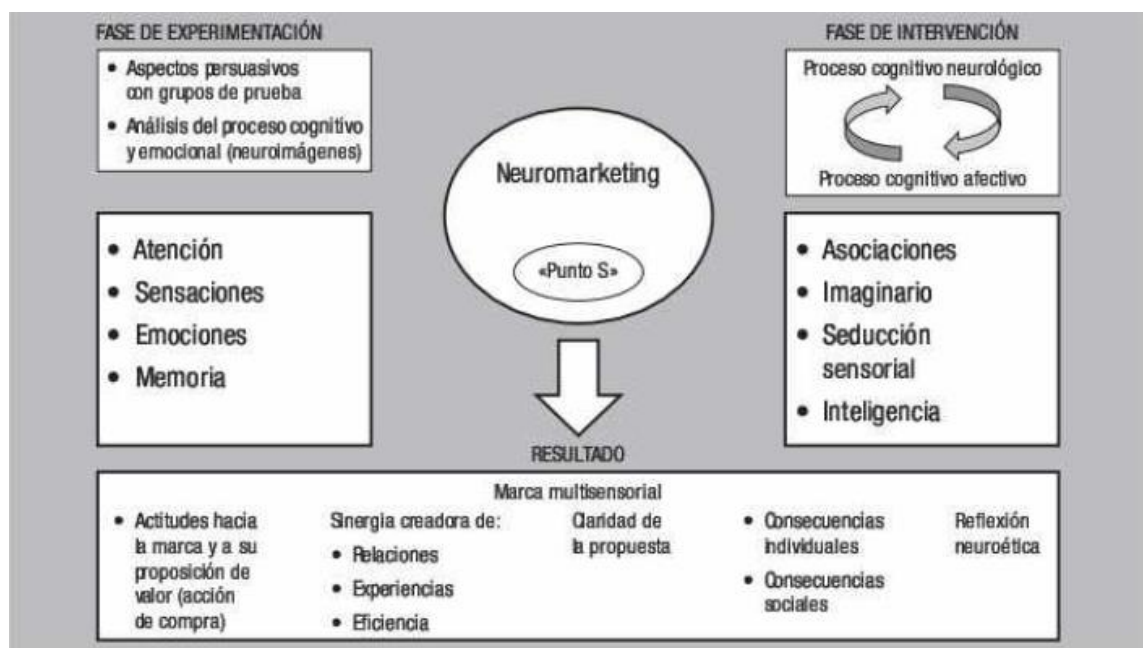 FASE DE EXPERIMENTACIÓN
• Aspectos persuasivos
con grupos de prueba
• Análisis del proceso cognitivo
y emocional (neuroimágenes)
• Atención
• Sensaciones
• Emociones
• Memoria
Neuromarketing
«Punto S»
FASE DE INTERVENCIÓN
Proceso cognitivo neurológico
Proceso cognitivo afectivo
• Asociaciones
• Imaginario
• Seducción
sensorial
• Inteligencia
RESULTADO
Marca multisensorial
• Actitudes hacia
la marca y a su
proposición de
valor (acción
de compra)
Sinergia creadora de:
• Relaciones
• Experiencias
• Eficiencia
Claridad de
la propuesta
• Consecuencias
individuales
• Consecuencias
sociales
Reflexión
neuroética